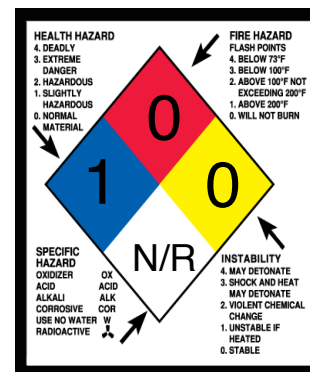 HEALTH HAZARD
4. DEADLY
3. EXTREME
DANGER
2. HAZARDOUS
1. SLIGHTLY
HAZARDOUS
0. NORMAL
MATERIAL
FIRE HAZARD
FLASH POINTS
4. BELOW 73°F
3. BELOW 100°F
2. ABOVE 100°F NOT
EXCEEDING 200°F
1. ABOVE 200°F
0. WILL NOT BURN
0
1
0
N/R
SPECIFIC
HAZARD
OXIDIZER OX
ACID ACID
ALKALI ALK
CORROSIVE COR
USE NO WATER W
RADIOACTIVE
INSTABILITY
4. MAY DETONATE
3. SHOCK AND HEAT
MAY DETONATE
2. VIOLENT CHEMICAL
CHANGE
1. UNSTABLE IF
HEATED
0. STABLE